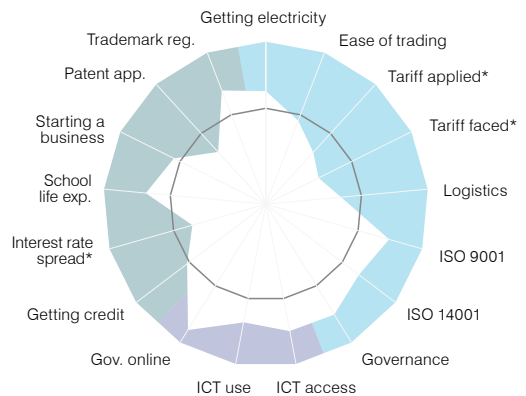 Getting electricity
Trademark reg.
Ease of trading
Patent app.
Tariff applied*
Starting a
business
Tariff faced*
School
life exp.
Logistics
Interest rate
spread*
ISO 9001
Getting credit
ISO 14001
Gov. online
Governance
ICT use
ICT access